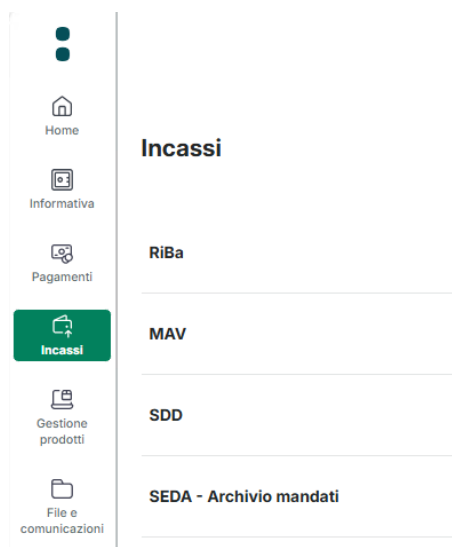 Home
Informativa
Pagamenti
Incassi
Gestione
prodotti
File e
comunicazioni
Incassi
RiBa
MAV
SDD
SEDA - Archivio mandati